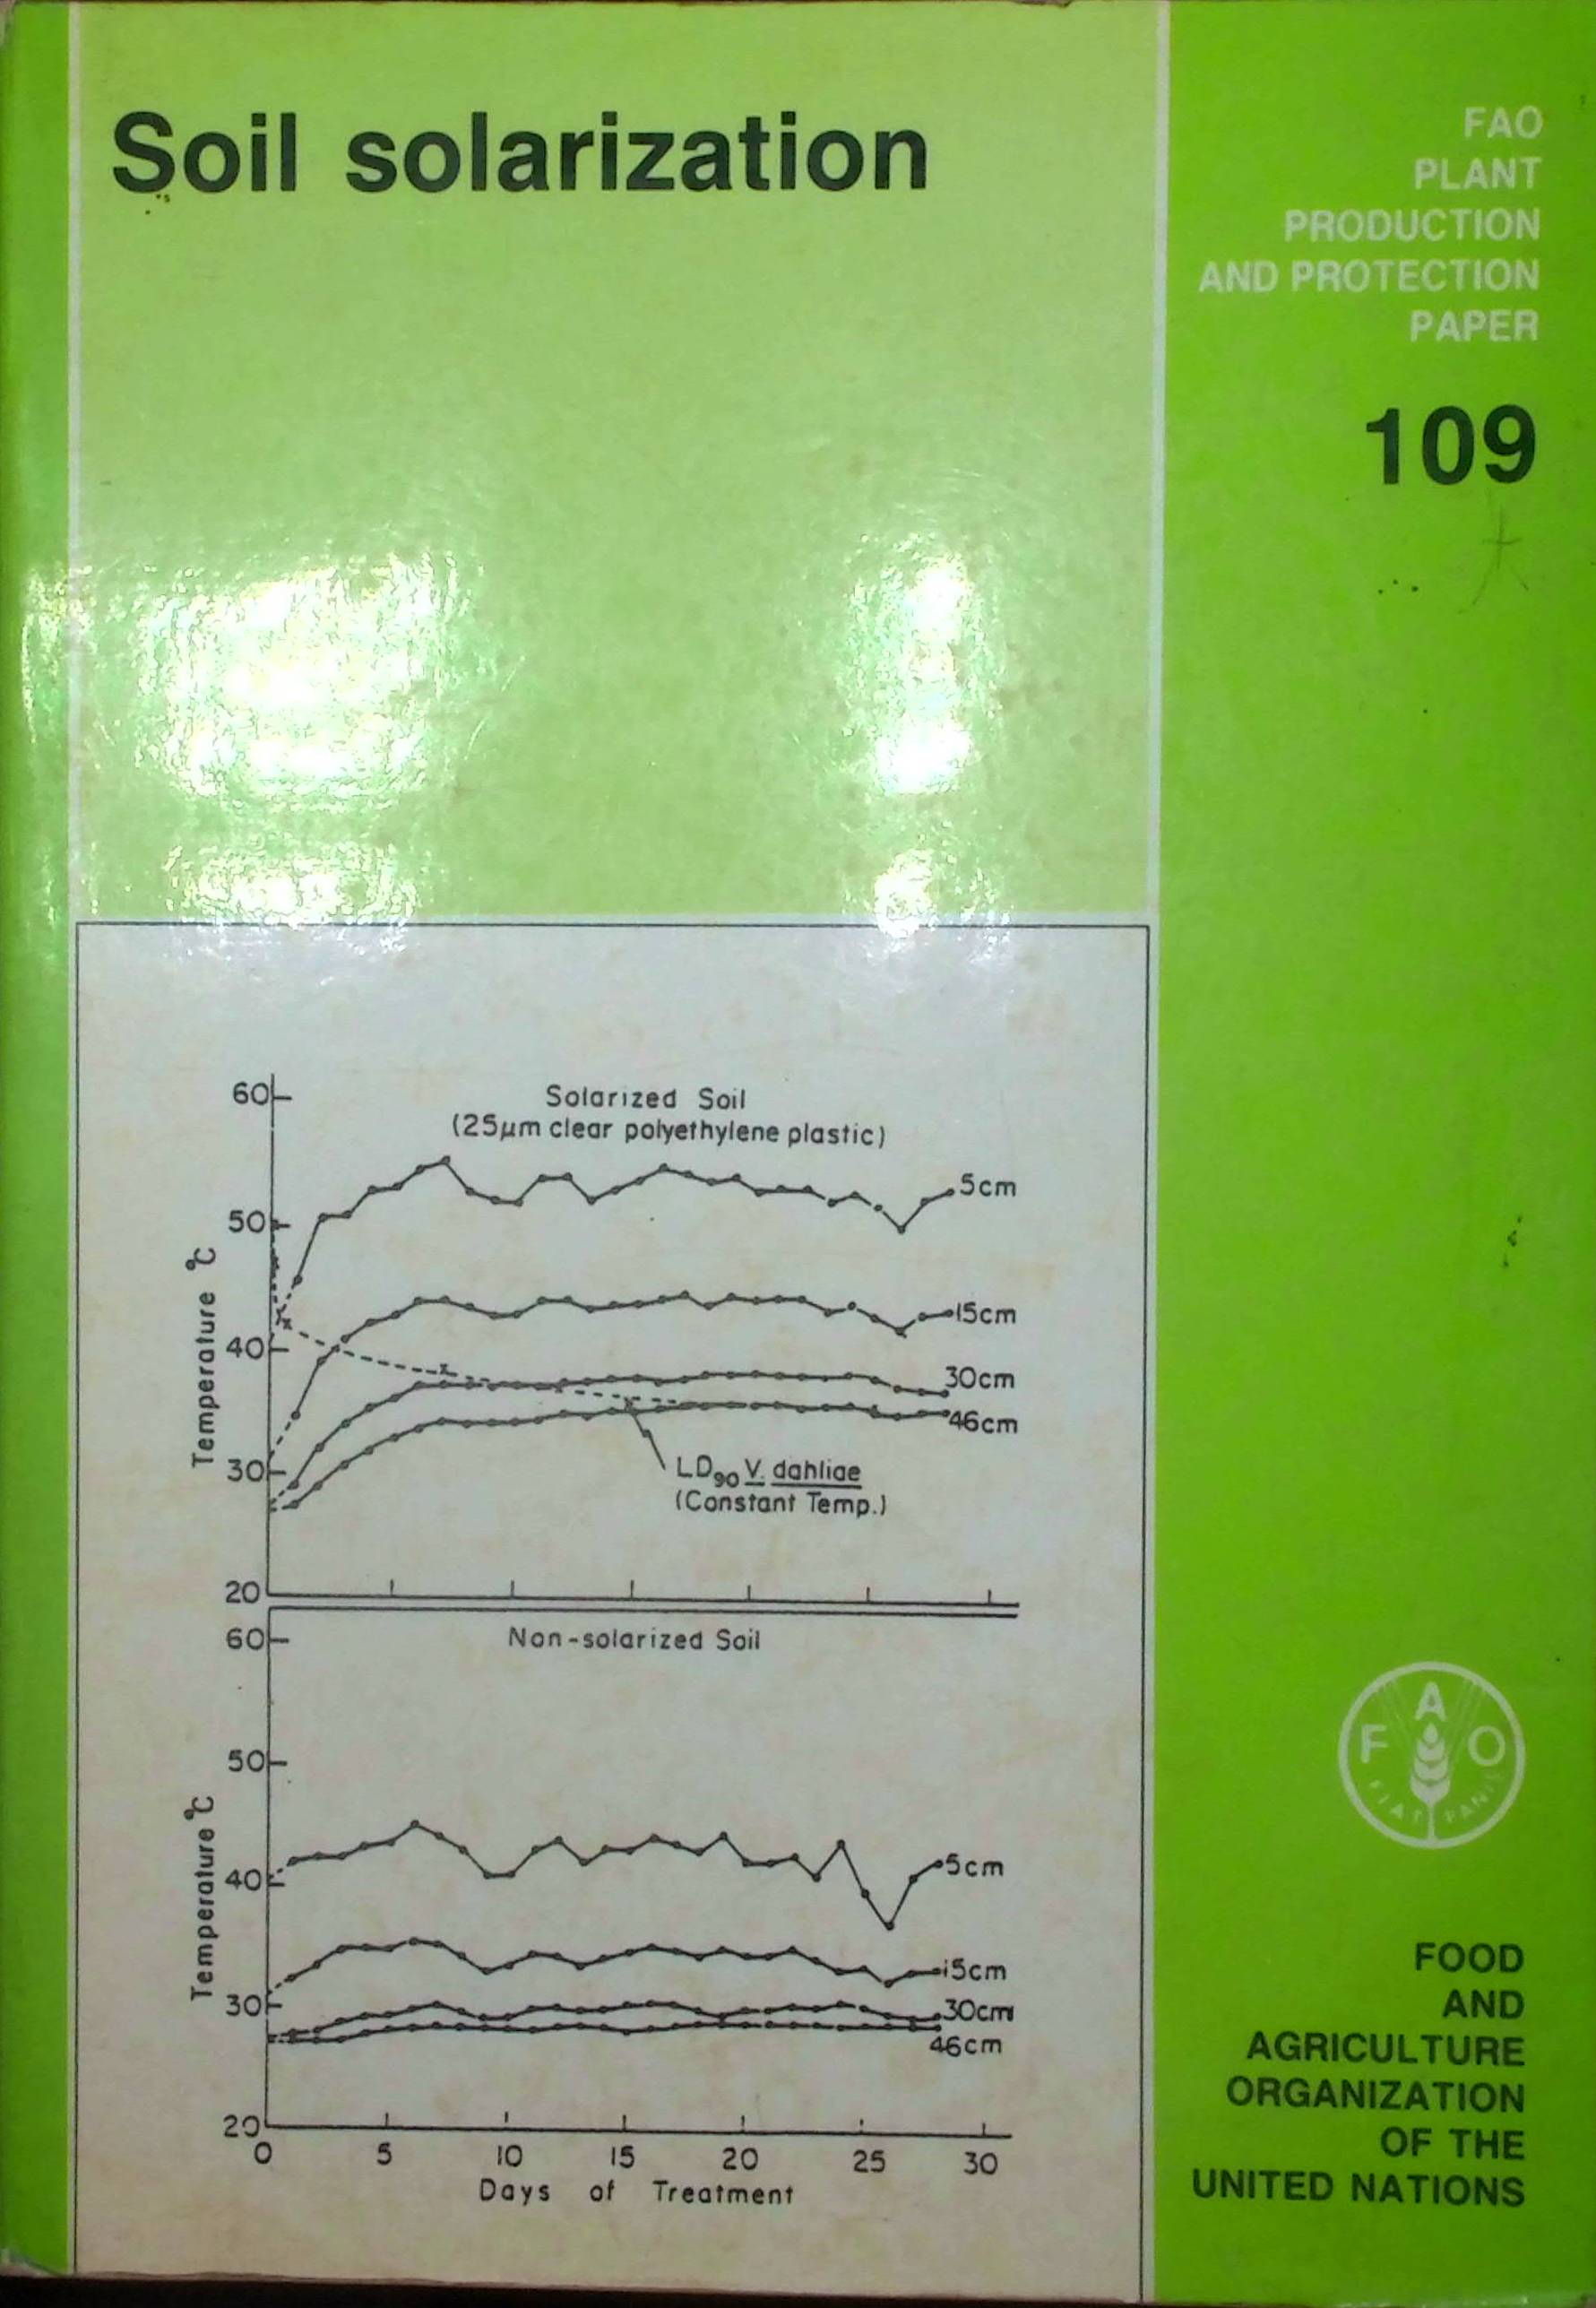 Soil solarization
FAO
PLANT
PRODUCTION
AND PROTECTION
PAPER
109
Solarized Soil
(25µm clear polyethylene plastic)
60
50
40
30
20
Temperature °C
5cm
15cm
30cm
46cm
LD90 V. dahliae
(Constant Temp.)
Non-solarized Soil
60
50
40
30
20
Temperature °C
5cm
15cm
30cm
46cm
0 5 10 15 20 25 30
Days of Treatment
F A O
FIAT PANIS
FOOD
AND
AGRICULTURE
ORGANIZATION
OF THE
UNITED NATIONS